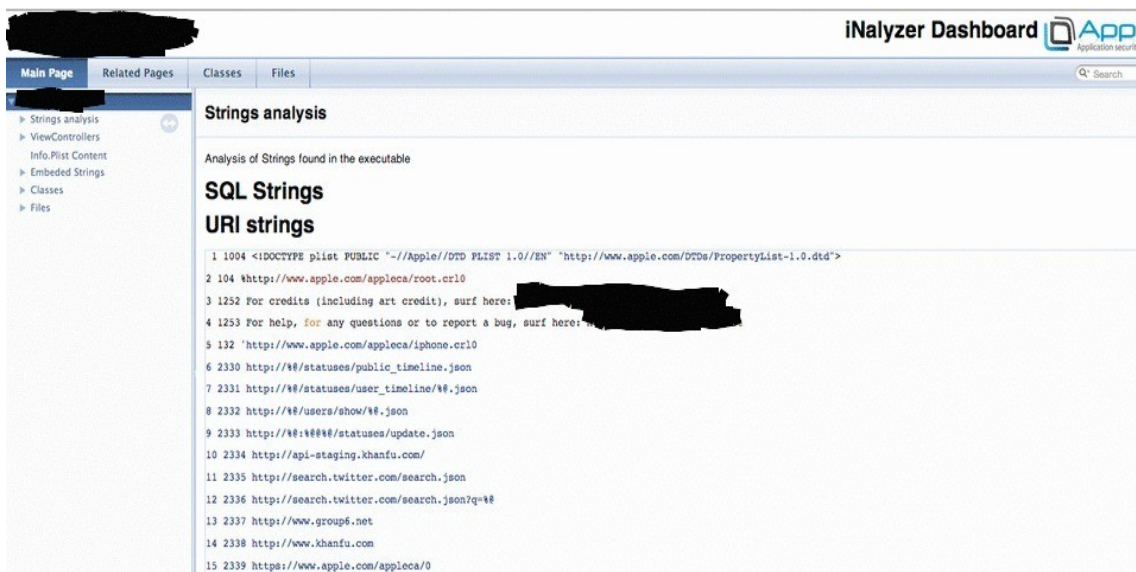 iNalyzer Dashboard
App
Application securit
Main Page
Related Pages
Classes
Files
Search
Strings analysis
ViewControllers
Info.Plist Content
Embeded Strings
Classes
Files
Strings analysis
Analysis of Strings found in the executable
SQL Strings
URI strings
1 1004 <!DOCTYPE plist PUBLIC "-//Apple//DTD PLIST 1.0//EN" "http://www.apple.com/DTDs/PropertyList-1.0.dtd">
2 104 %http://www.apple.com/appleca/root.crl0
3 1252 For credits (including art credit), surf here:
4 1253 For help, for any questions or to report a bug, surf here:
5 132 'http://www.apple.com/appleca/iphone.crl0
6 2330 http://%@/statuses/public_timeline.json
7 2331 http://%@/statuses/user_timeline/%@.json
8 2332 http://%@/users/show/%@.json
9 2333 http://%@:%@@%@/statuses/update.json
10 2334 http://api-staging.khanfu.com/
11 2335 http://search.twitter.com/search.json
12 2336 http://search.twitter.com/search.json?q=%@
13 2337 http://www.group6.net
14 2338 http://www.khanfu.com
15 2339 https://www.apple.com/appleca/0